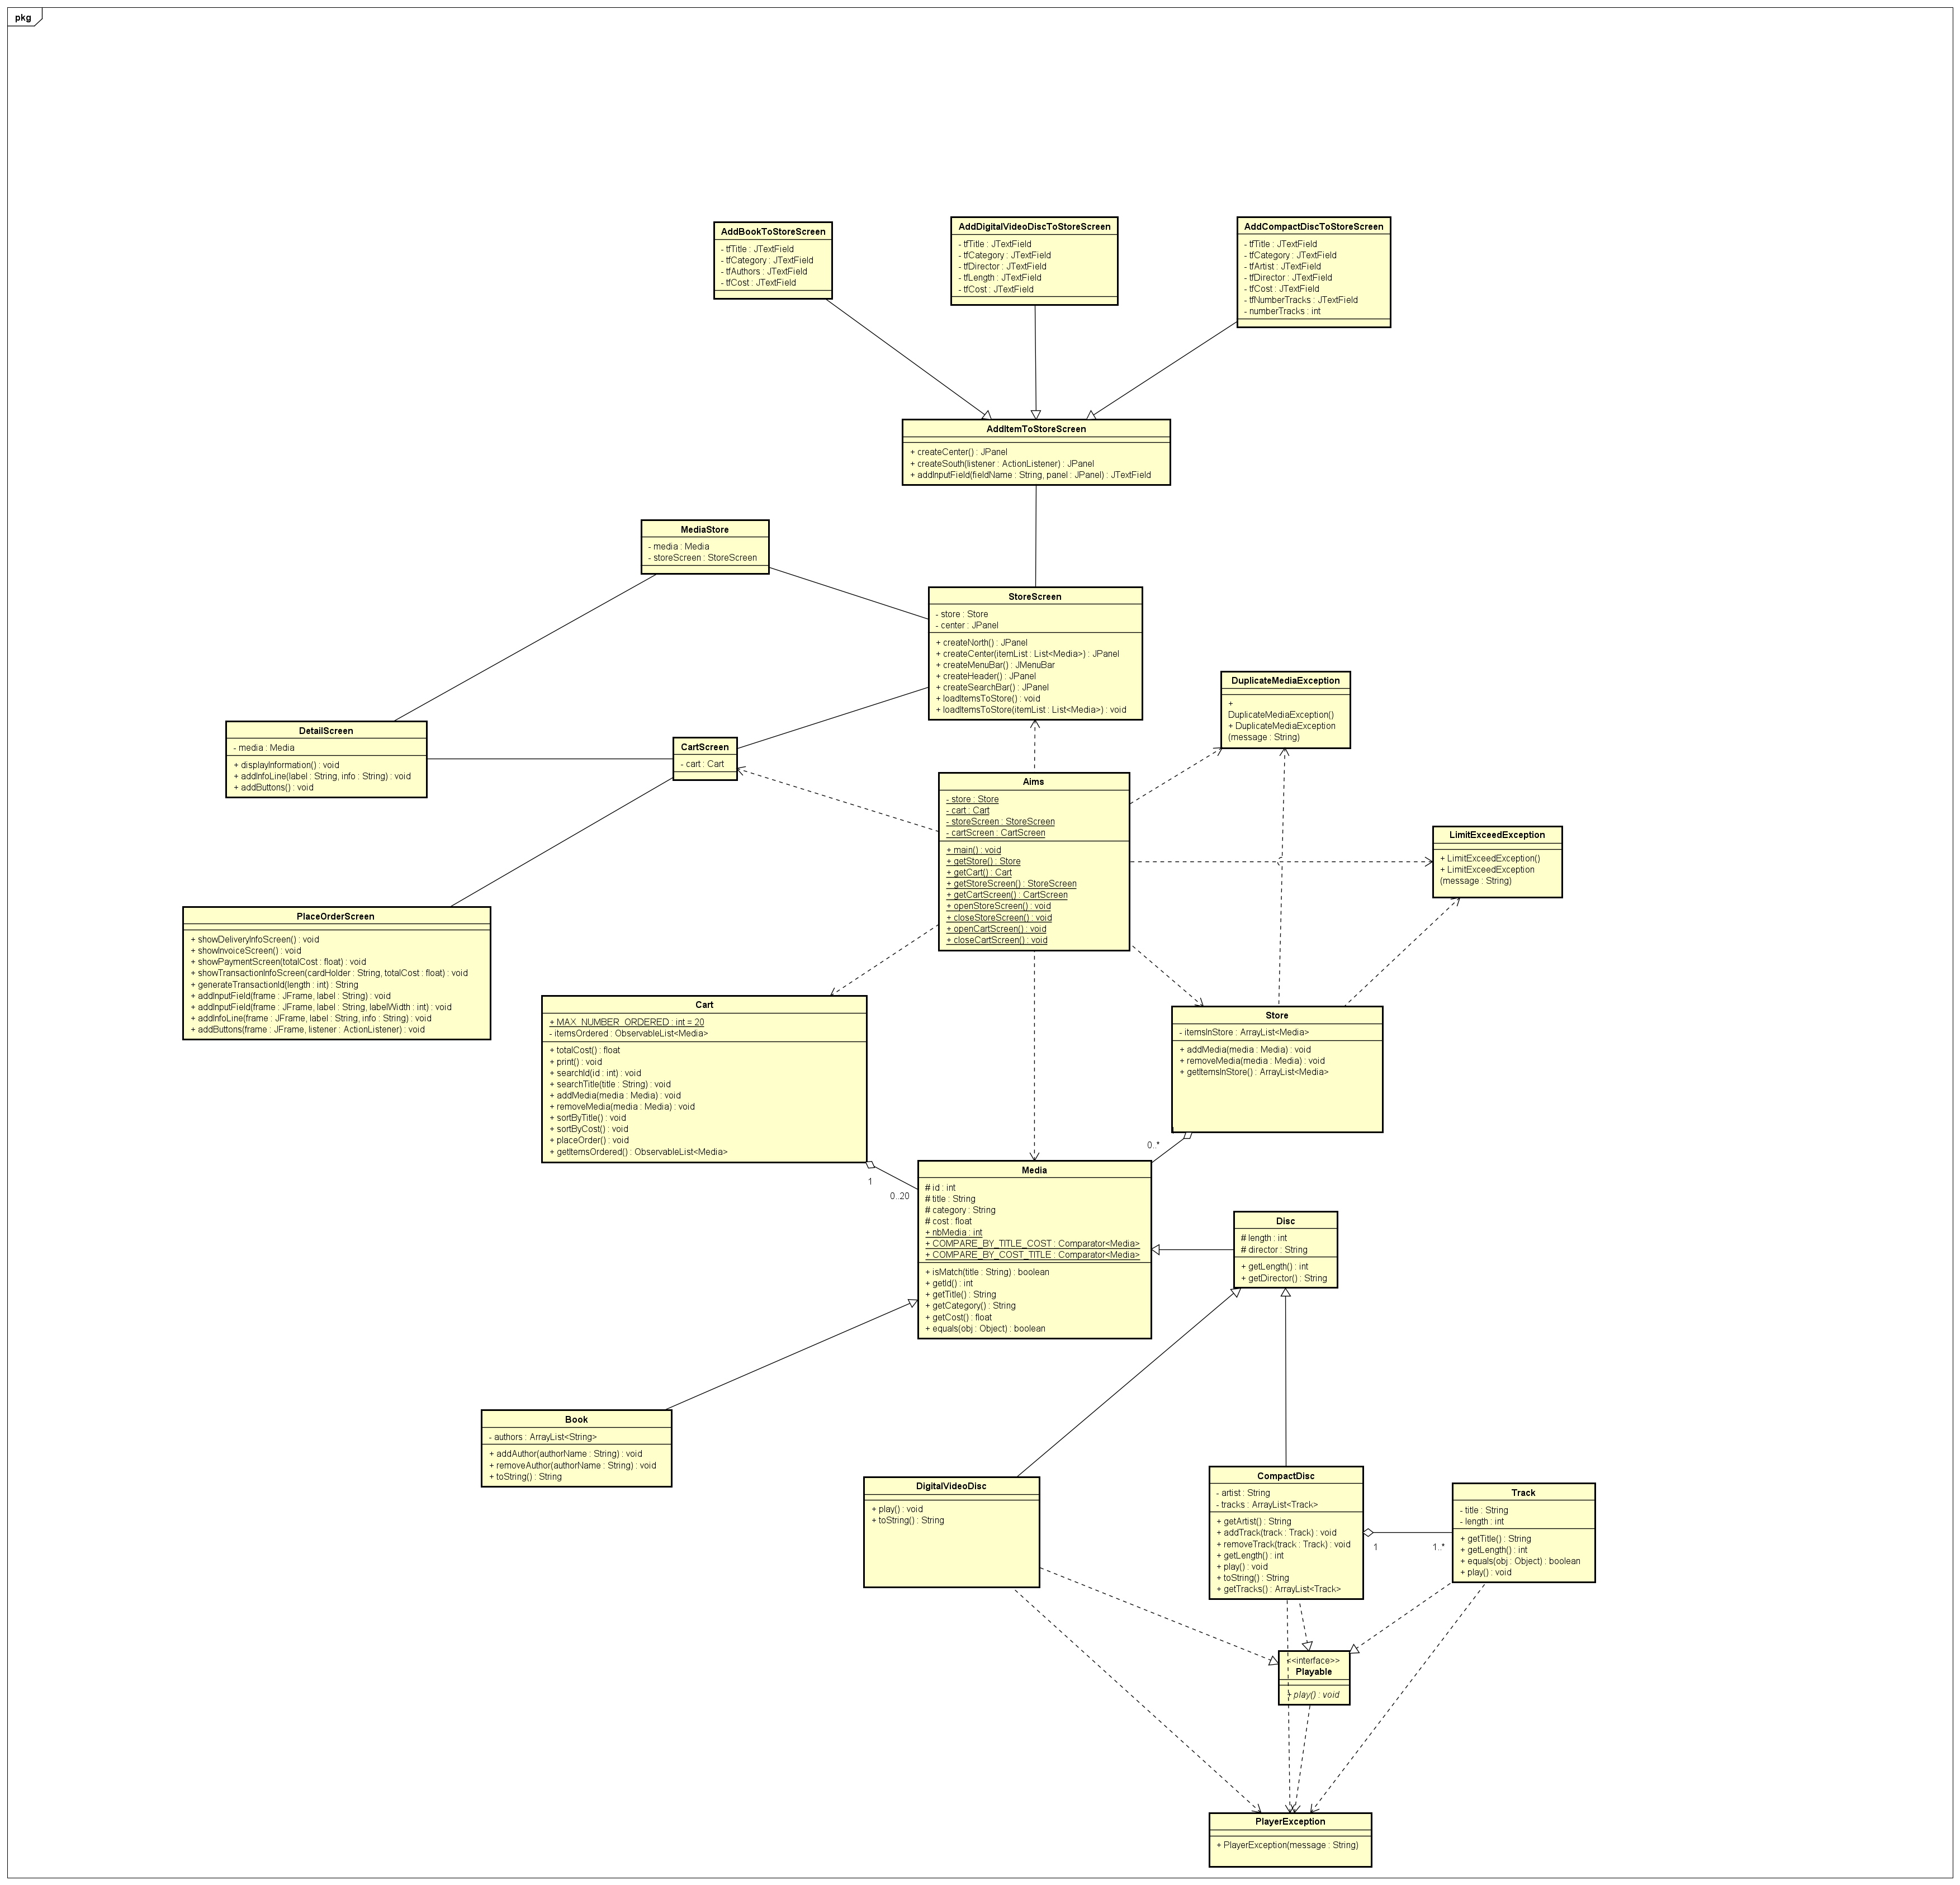 pkg
AddBookToStoreScreen
- tfTitle : JTextField
- tfCategory : JTextField
- tfAuthors : JTextField
- tfCost : JTextField
AddDigitalVideoDiscToStoreScreen
- tfTitle : JTextField
- tfCategory : JTextField
- tfDirector : JTextField
- tfLength : JTextField
- tfCost : JTextField
AddCompactDiscToStoreScreen
- tfTitle : JTextField
- tfCategory : JTextField
- tfArtist : JTextField
- tfDirector : JTextField
- tfCost : JTextField
- tfNumberTracks : JTextField
- numberTracks : int
AddItemToStoreScreen
+ createCenter() : JPanel
+ createSouth(listener : ActionListener) : JPanel
+ addInputField(fieldName : String, panel : JPanel) : JTextField
MediaStore
- media : Media
- storeScreen : StoreScreen
StoreScreen
- store : Store
- center : JPanel
+ createNorth() : JPanel
+ createCenter(itemList : List<Media>) : JPanel
+ createMenuBar() : JMenuBar
+ createHeader() : JPanel
+ createSearchBar() : JPanel
+ loadItemsToStore() : void
+ loadItemsToStore(itemList : List<Media>) : void
DuplicateMediaException
+
DuplicateMediaException()
+ DuplicateMediaException
(message : String)
DetailScreen
- media : Media
+ displayInformation() : void
+ addInfoLine(label : String, info : String) : void
+ addButtons() : void
CartScreen
- cart : Cart
Aims
- store : Store
- cart : Cart
- storeScreen : StoreScreen
- cartScreen : CartScreen
+ main() : void
+ getStore() : Store
+ getCart() : Cart
+ getStoreScreen() : StoreScreen
+ getCartScreen() : CartScreen
+ openStoreScreen() : void
+ closeStoreScreen() : void
+ openCartScreen() : void
+ closeCartScreen() : void
LimitExceedException
+ LimitExceedException()
+ LimitExceedException
(message : String)
PlaceOrderScreen
+ showDeliveryInfoScreen() : void
+ showInvoiceScreen() : void
+ showPaymentScreen(totalCost : float) : void
+ showTransactionInfoScreen(cardHolder : String, totalCost : float) : void
+ generateTransactionId(length : int) : String
+ addInputField(frame : JFrame, label : String) : void
+ addInputField(frame : JFrame, label : String, labelWidth : int) : void
+ addInfoLine(frame : JFrame, label : String, info : String) : void
+ addButtons(frame : JFrame, listener : ActionListener) : void
Cart
+ MAX_NUMBER_ORDERED : int = 20
- itemsOrdered : ObservableList<Media>
+ totalCost() : float
+ print() : void
+ searchId(id : int) : void
+ searchTitle(title : String) : void
+ addMedia(media : Media) : void
+ removeMedia(media : Media) : void
+ sortByTitle() : void
+ sortByCost() : void
+ placeOrder() : void
+ getItemsOrdered() : ObservableList<Media>
Store
- itemsInStore : ArrayList<Media>
+ addMedia(media : Media) : void
+ removeMedia(media : Media) : void
+ getItemsInStore() : ArrayList<Media>
1
0..*
1
0..20
Media
# id : int
# title : String
# category : String
# cost : float
+ nbMedia : int
+ COMPARE_BY_TITLE_COST : Comparator<Media>
+ COMPARE_BY_COST_TITLE : Comparator<Media>
+ isMatch(title : String) : boolean
+ getId() : int
+ getTitle() : String
+ getCategory() : String
+ getCost() : float
+ equals(obj : Object) : boolean
Disc
# length : int
# director : String
+ getLength() : int
+ getDirector() : String
Book
- authors : ArrayList<String>
+ addAuthor(authorName : String) : void
+ removeAuthor(authorName : String) : void
+ toString() : String
DigitalVideoDisc
+ play() : void
+ toString() : String
CompactDisc
- artist : String
- tracks : ArrayList<Track>
+ getArtist() : String
+ addTrack(track : Track) : void
+ removeTrack(track : Track) : void
+ getLength() : int
+ play() : void
+ toString() : String
+ getTracks() : ArrayList<Track>
1
1..*
Track
- title : String
- length : int
+ getTitle() : String
+ getLength() : int
+ equals(obj : Object) : boolean
+ play() : void
<<interface>>
Playable
+ play() : void
PlayerException
+ PlayerException(message : String)